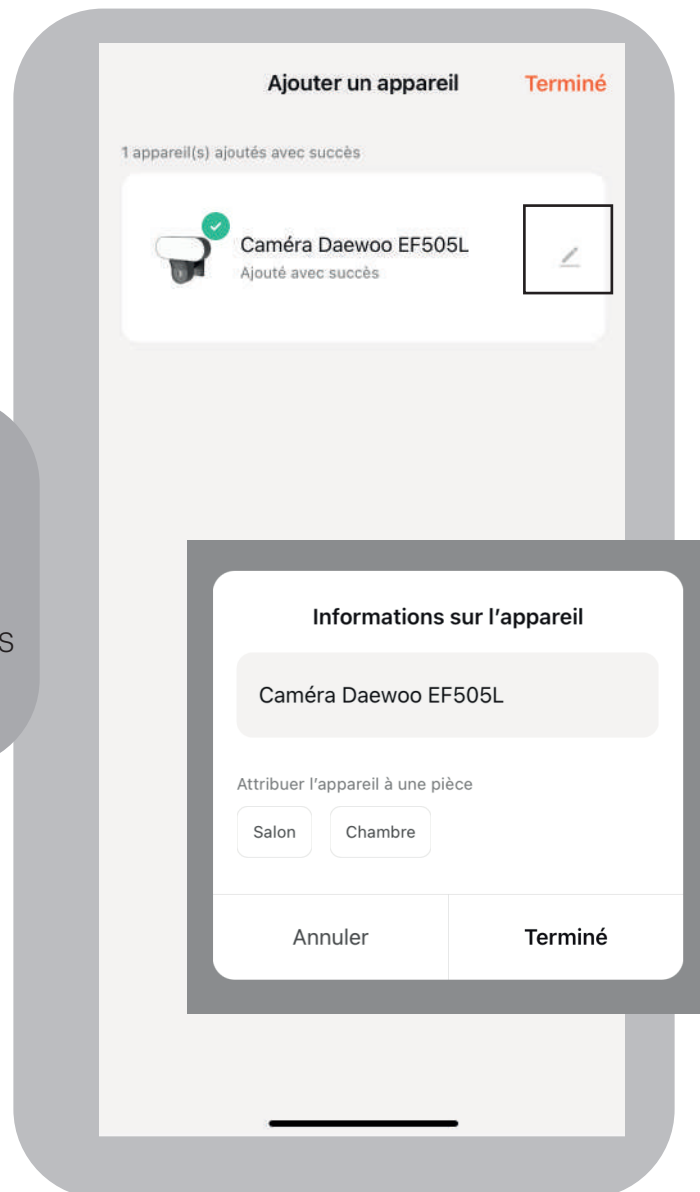 Ajouter un appareil
Terminé
1 appareil(s) ajoutés avec succès
Caméra Daewoo EF505L
Ajouté avec succès
s
Informations sur l’appareil
Caméra Daewoo EF505L
Attribuer l’appareil à une pièce
Salon
Chambre
Annuler
Terminé